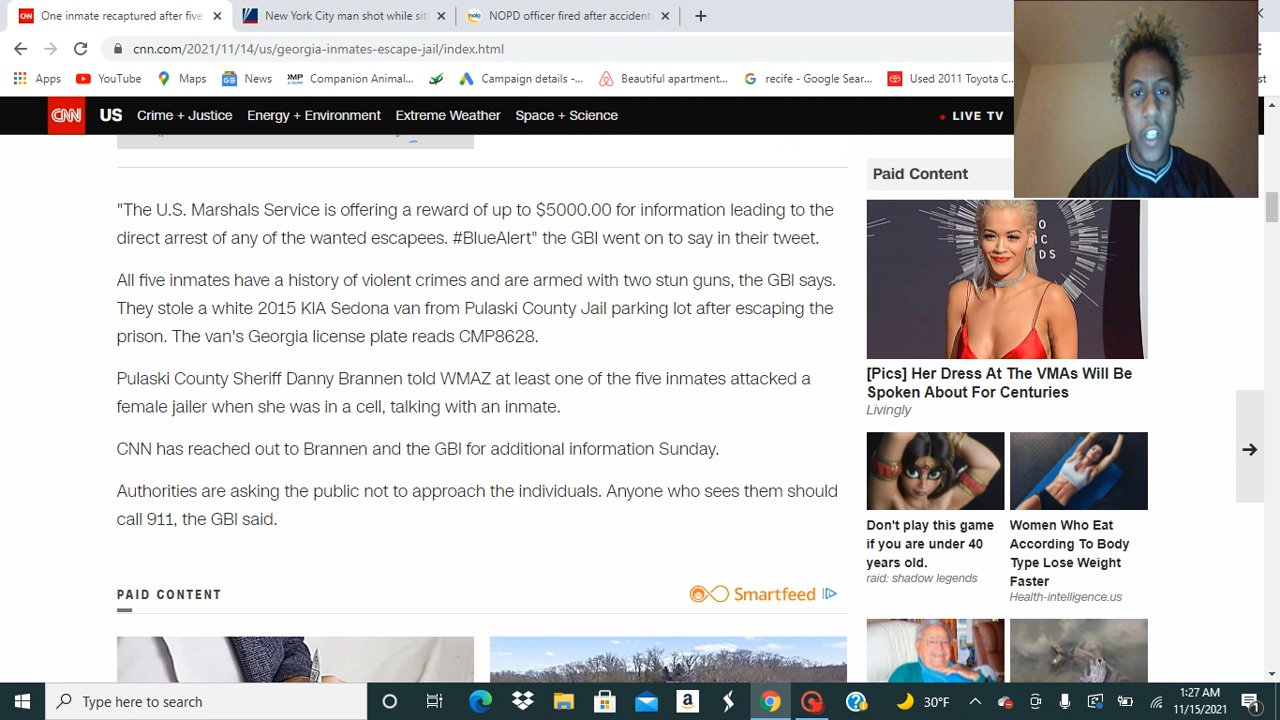 One inmate recaptured after five
New York City man shot while sitt
nola
NOPD officer fired after accident
cnn.com/2021/11/14/us/georgia-inmates-escape-jail/index.html
Apps
YouTube
Maps
News
Companion Animal...
Campaign details -...
Beautiful apartment...
recife - Google Sear...
Used 2011 Toyota C...
CNN US Crime + Justice Energy + Environment Extreme Weather Space + Science
LIVE TV
"The U.S. Marshals Service is offering a reward of up to $5000.00 for information leading to the
direct arrest of any of the wanted escapees. #BlueAlert" the GBI went on to say in their tweet.
All five inmates have a history of violent crimes and are armed with two stun guns, the GBI says.
They stole a white 2015 KIA Sedona van from Pulaski County Jail parking lot after escaping the
prison. The van's Georgia license plate reads CMP8628.
Pulaski County Sheriff Danny Brannen told WMAZ at least one of the five inmates attacked a
female jailer when she was in a cell, talking with an inmate.
CNN has reached out to Brannen and the GBI for additional information Sunday.
Authorities are asking the public not to approach the individuals. Anyone who sees them should
call 911, the GBI said.
PAID CONTENT
Smartfeed
Paid Content
[Pics] Her Dress At The VMAs Will Be
Spoken About For Centuries
Livingly
Don't play this game
if you are under 40
years old.
raid: shadow legends
Women Who Eat
According To Body
Type Lose Weight
Faster
Health-intelligence.us
Type here to search
30°F
1:27 AM
11/15/2021